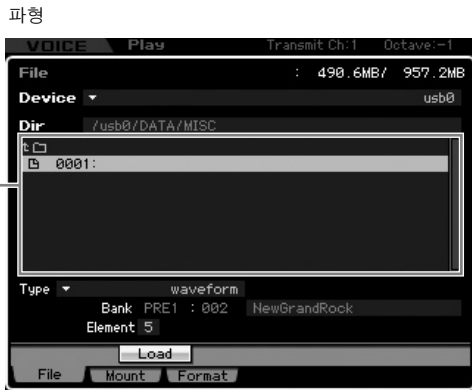 파형
VOICE Play Transmit Ch:1 Octave:-1
File : 490.6MB/ 957.2MB
Device usb0
Dir /usb0/DATA/MISC
0001:
Type waveform
Bank PRE1 : 002 NewGrandRock
Element 5
Load
File Mount Format